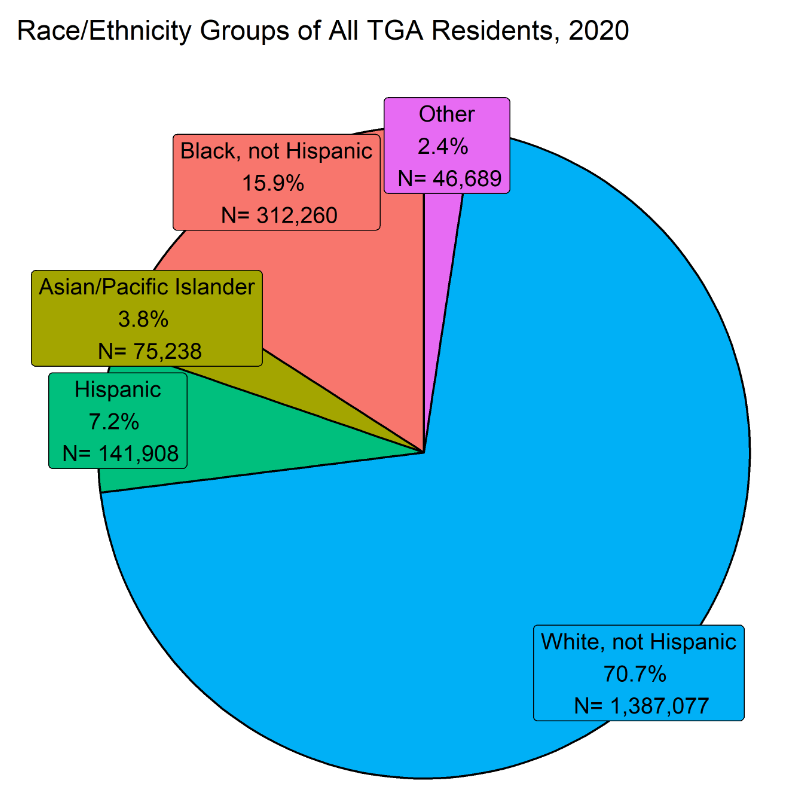 Race/Ethnicity Groups of All TGA Residents, 2020
Other
2.4%
N= 46,689
Black, not Hispanic
15.9%
N= 312,260
Asian/Pacific Islander
3.8%
N= 75,238
Hispanic
7.2%
N= 141,908
White, not Hispanic
70.7%
N= 1,387,077